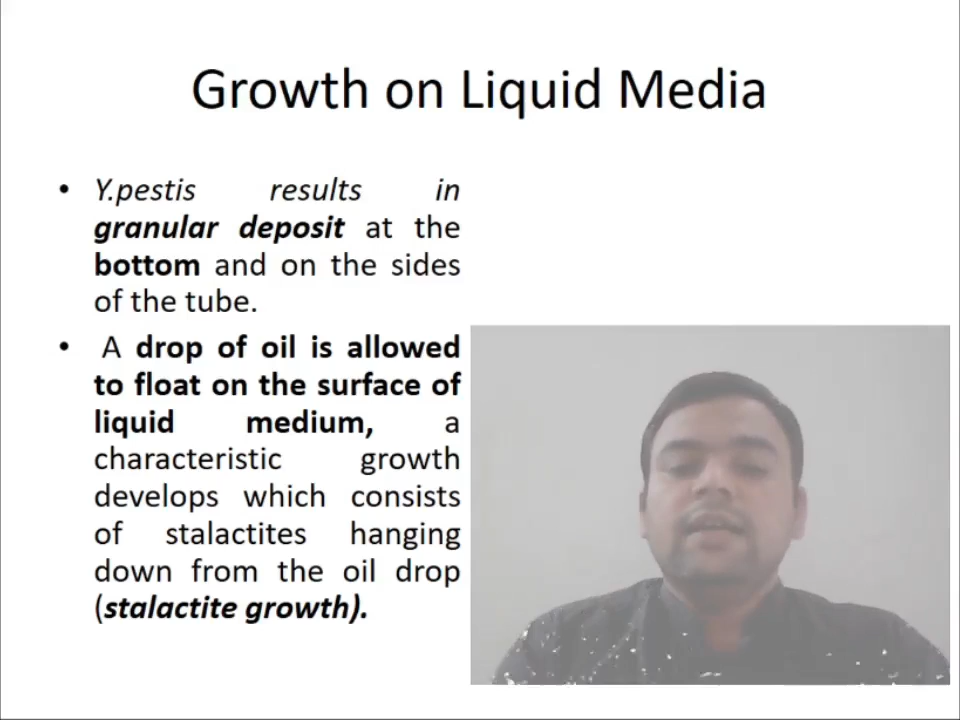 Growth on Liquid Media
• Y.pestis results in
granular deposit at the
bottom and on the sides
of the tube.
• A drop of oil is allowed
to float on the surface of
liquid medium, a
characteristic growth
develops which consists
of stalactites hanging
down from the oil drop
(stalactite growth).